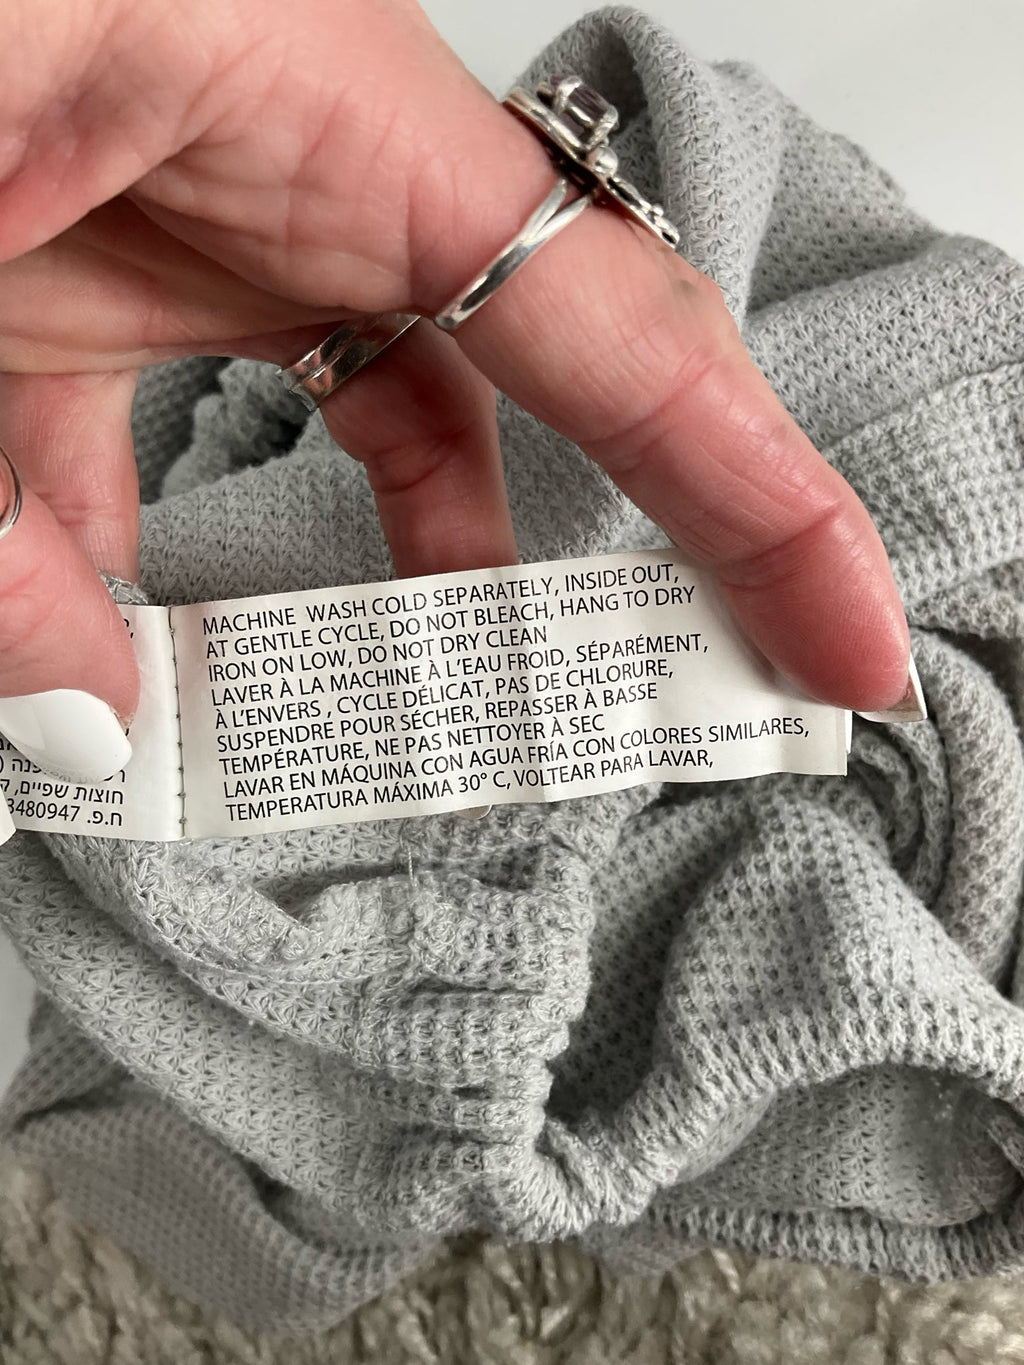 MACHINE WASH COLD SEPARATELY, INSIDE OUT,
AT GENTLE CYCLE, DO NOT BLEACH, HANG TO DRY
IRON ON LOW, DO NOT DRY CLEAN
LAVER À LA MACHINE À L'EAU FROID, SÉPARÉMENT,
À L'ENVERS , CYCLE DÉLICAT, PAS DE CHLORURE,
SUSPENDRE POUR SÉCHER, REPASSER À BASSE
TEMPÉRATURE, NE PAS NETTOYER À SEC
LAVAR EN MÁQUINA CON AGUA FRÍA CON COLORES SIMILARES,
TEMPERATURA MÁXIMA 30° C, VOLTEAR PARA LAVAR,
חוצות שפיים,
ח.פ.